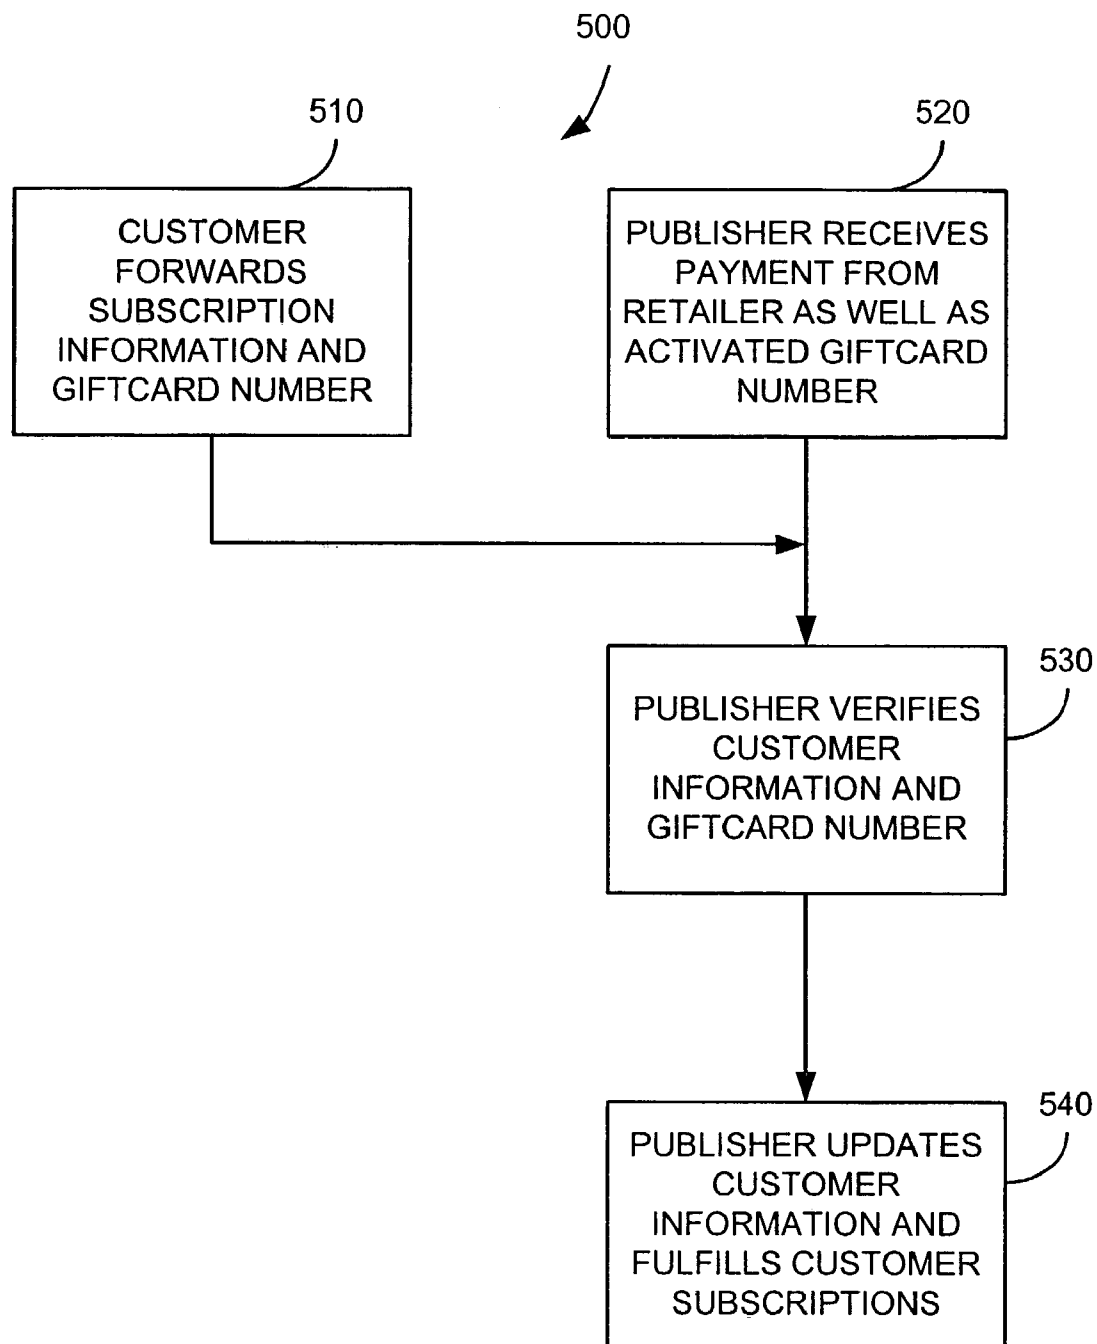 500
510
520
CUSTOMER
FORWARDS
SUBSCRIPTION
INFORMATION AND
GIFTCARD NUMBER
PUBLISHER RECEIVES
PAYMENT FROM
RETAILER AS WELL AS
ACTIVATED GIFTCARD
NUMBER
530
PUBLISHER VERIFIES
CUSTOMER
INFORMATION AND
GIFTCARD NUMBER
540
PUBLISHER UPDATES
CUSTOMER
INFORMATION AND
FULFILLS CUSTOMER
SUBSCRIPTIONS